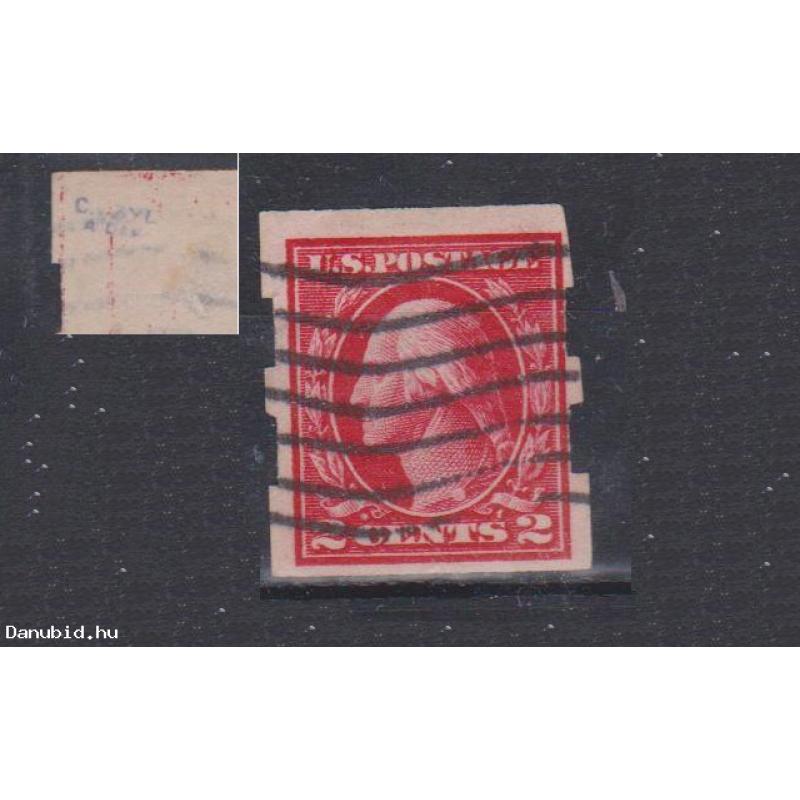 U.S. POSTAGE
2 CENTS 2
Danubid.hu